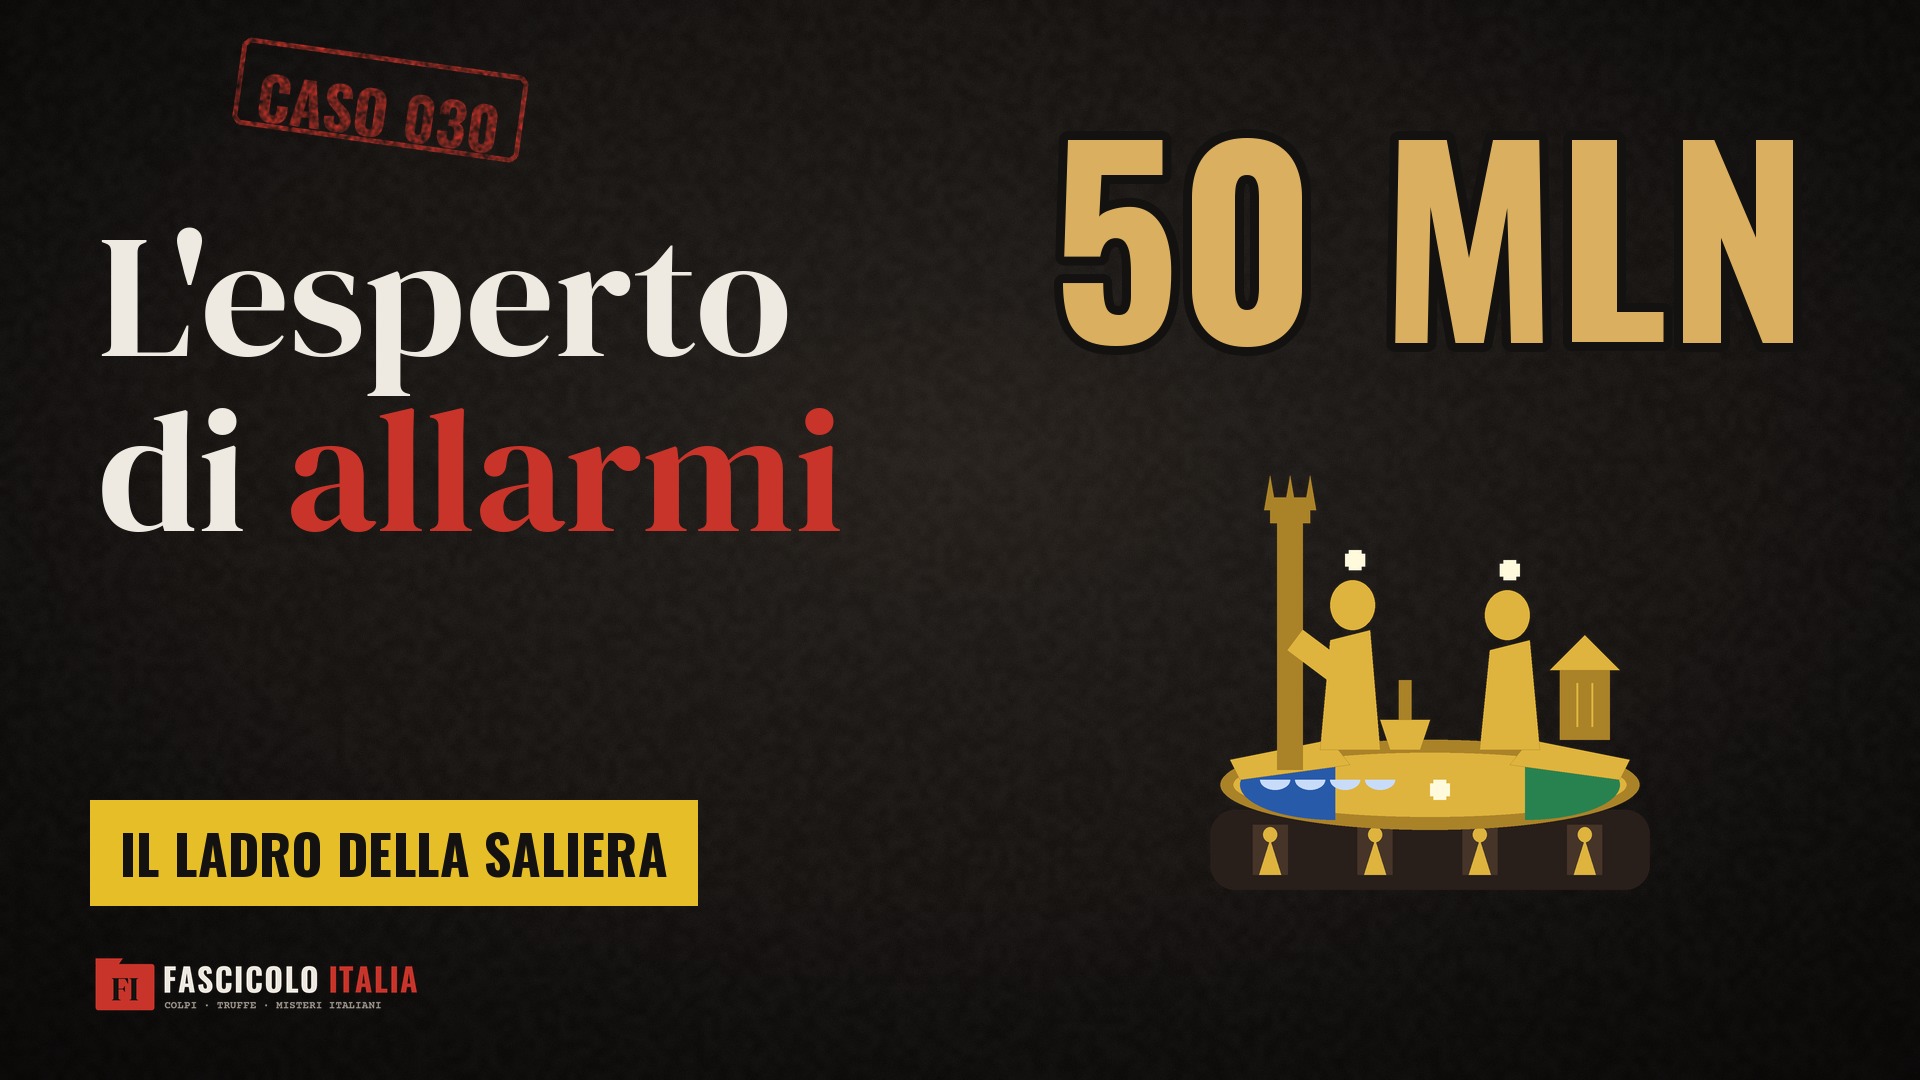 CASO 030
50 MLN
L'esperto
di allarmi
IL LADRO DELLA SALIERA
FI
FASCICOLO ITALIA
COLPI · TRUFFE · MISTERI ITALIANI